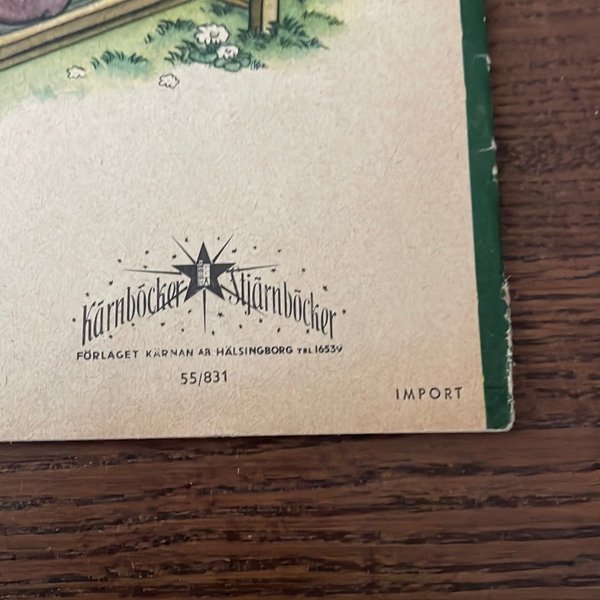 Kärnböcker Stjärnböcker
FÖRLAGET KÄRNAN AB. HÄLSINGBORG TEL. 16539
55/831
IMPORT